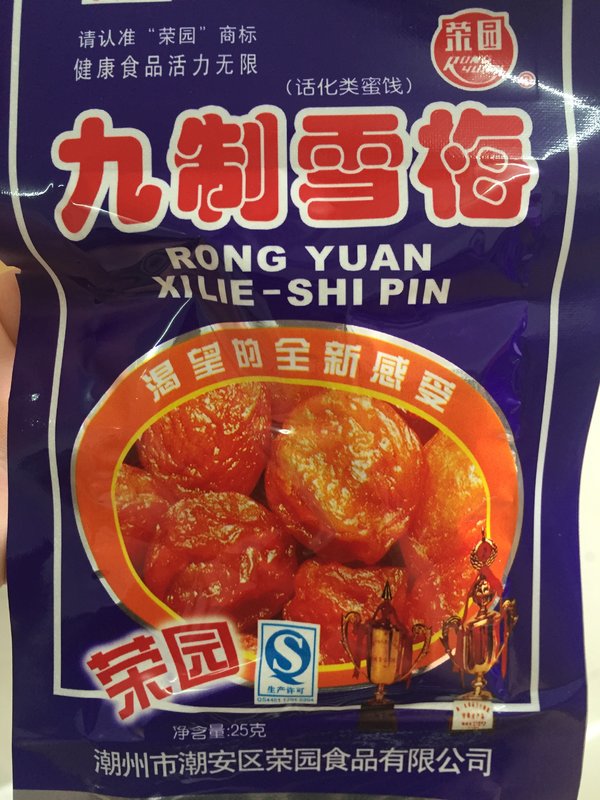 请认准“荣园”商标
健康食品活力无限
荣园
RONG YUAN
®
（话化类蜜饯）
九制雪梅
RONG YUAN
XILIE-SHI PIN
渴望的全新感受
荣园
生产许可
净含量:25克
潮州市潮安区荣园食品有限公司